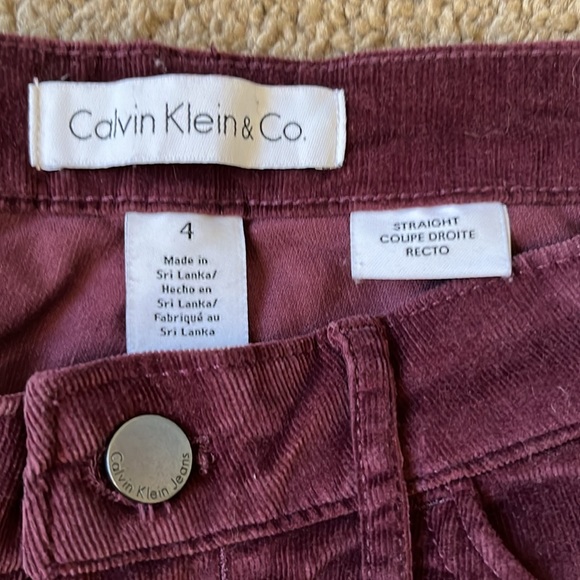 Calvin Klein & Co.
4
Made in
Sri Lanka/
Hecho en
Sri Lanka/
Fabriqué au
Sri Lanka
STRAIGHT
COUPE DROITE
RECTO
Calvin Klein Jeans